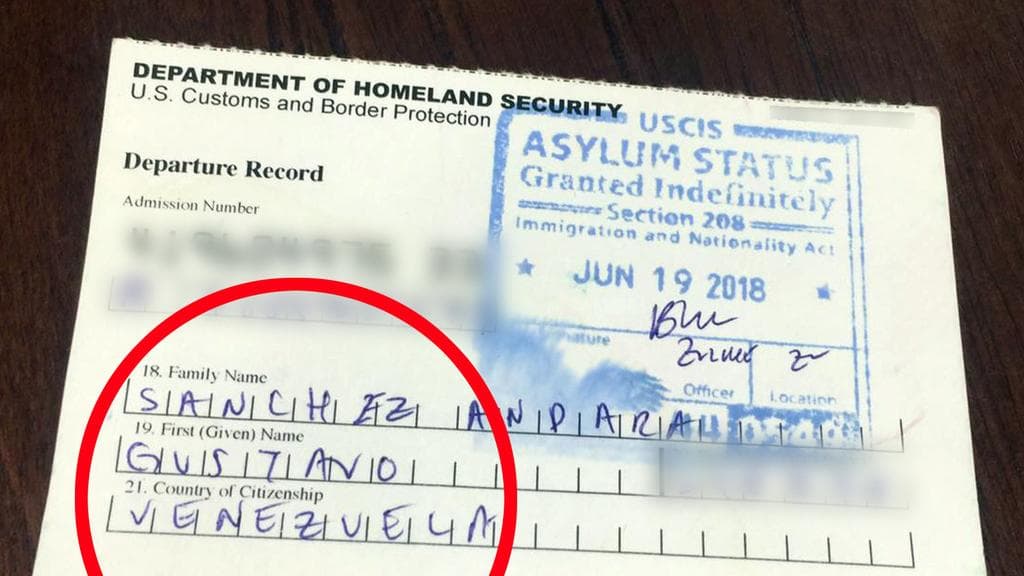 DEPARTMENT OF HOMELAND SECURITY
U.S. Customs and Border Protection
Departure Record
Admission Number
USCIS
ASYLUM STATUS
Granted Indefinitely
Section 208
Immigration and Nationality Act
JUN 19 2018
Officer Location
18. Family Name
SANCHEZ ANDARA
19. First (Given) Name
GUSTAVO
21. Country of Citizenship
VENEZUELA